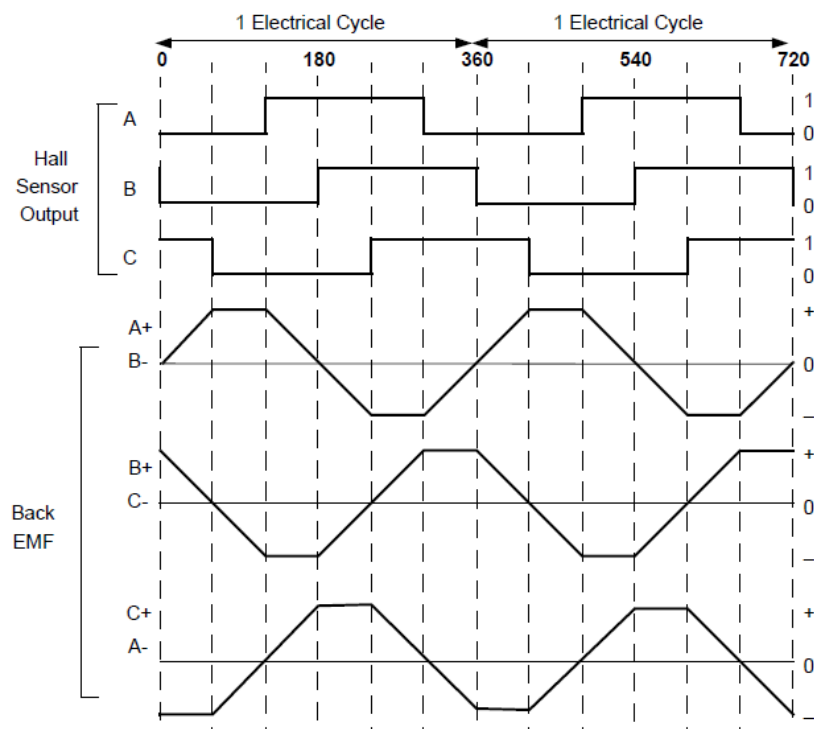 1 Electrical Cycle 1 Electrical Cycle
0 180 360 540 720
A 1
0
Hall
Sensor
Output
B 1
0
C 1
0
A+ +
B- 0
–
B+ +
C- 0
–
Back
EMF
C+ +
A- 0
–